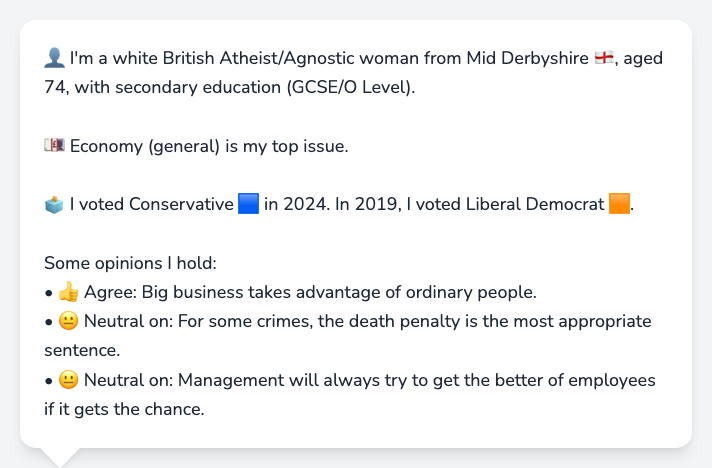 👤 I'm a white British Atheist/Agnostic woman from Mid Derbyshire 🏴󠁧󠁢󠁥󠁮󠁧󠁿, aged
74, with secondary education (GCSE/O Level).
💷 Economy (general) is my top issue.
🗳️ I voted Conservative 🟦 in 2024. In 2019, I voted Liberal Democrat 🟧.
Some opinions I hold:
• 👍 Agree: Big business takes advantage of ordinary people.
• 😐 Neutral on: For some crimes, the death penalty is the most appropriate
sentence.
• 😐 Neutral on: Management will always try to get the better of employees
if it gets the chance.